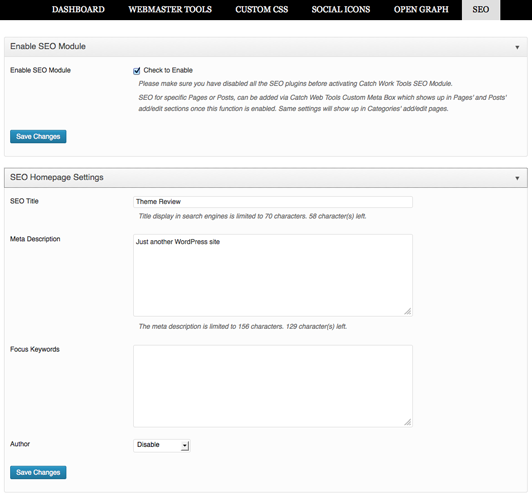 DASHBOARD WEBMASTER TOOLS CUSTOM CSS SOCIAL ICONS OPEN GRAPH SEO
Enable SEO Module
Enable SEO Module Check to Enable
Please make sure you have disabled all the SEO plugins before activating Catch Work Tools SEO Module.
SEO for specific Pages or Posts, can be added via Catch Web Tools Custom Meta Box which shows up in Pages' and Posts'
add/edit sections once this function is enabled. Same settings will show up in Categories' add/edit pages.
Save Changes
SEO Homepage Settings
SEO Title Theme Review
Title display in search engines is limited to 70 characters. 58 character(s) left.
Meta Description Just another WordPress site
The meta description is limited to 156 characters. 129 character(s) left.
Focus Keywords
Author Disable
Save Changes